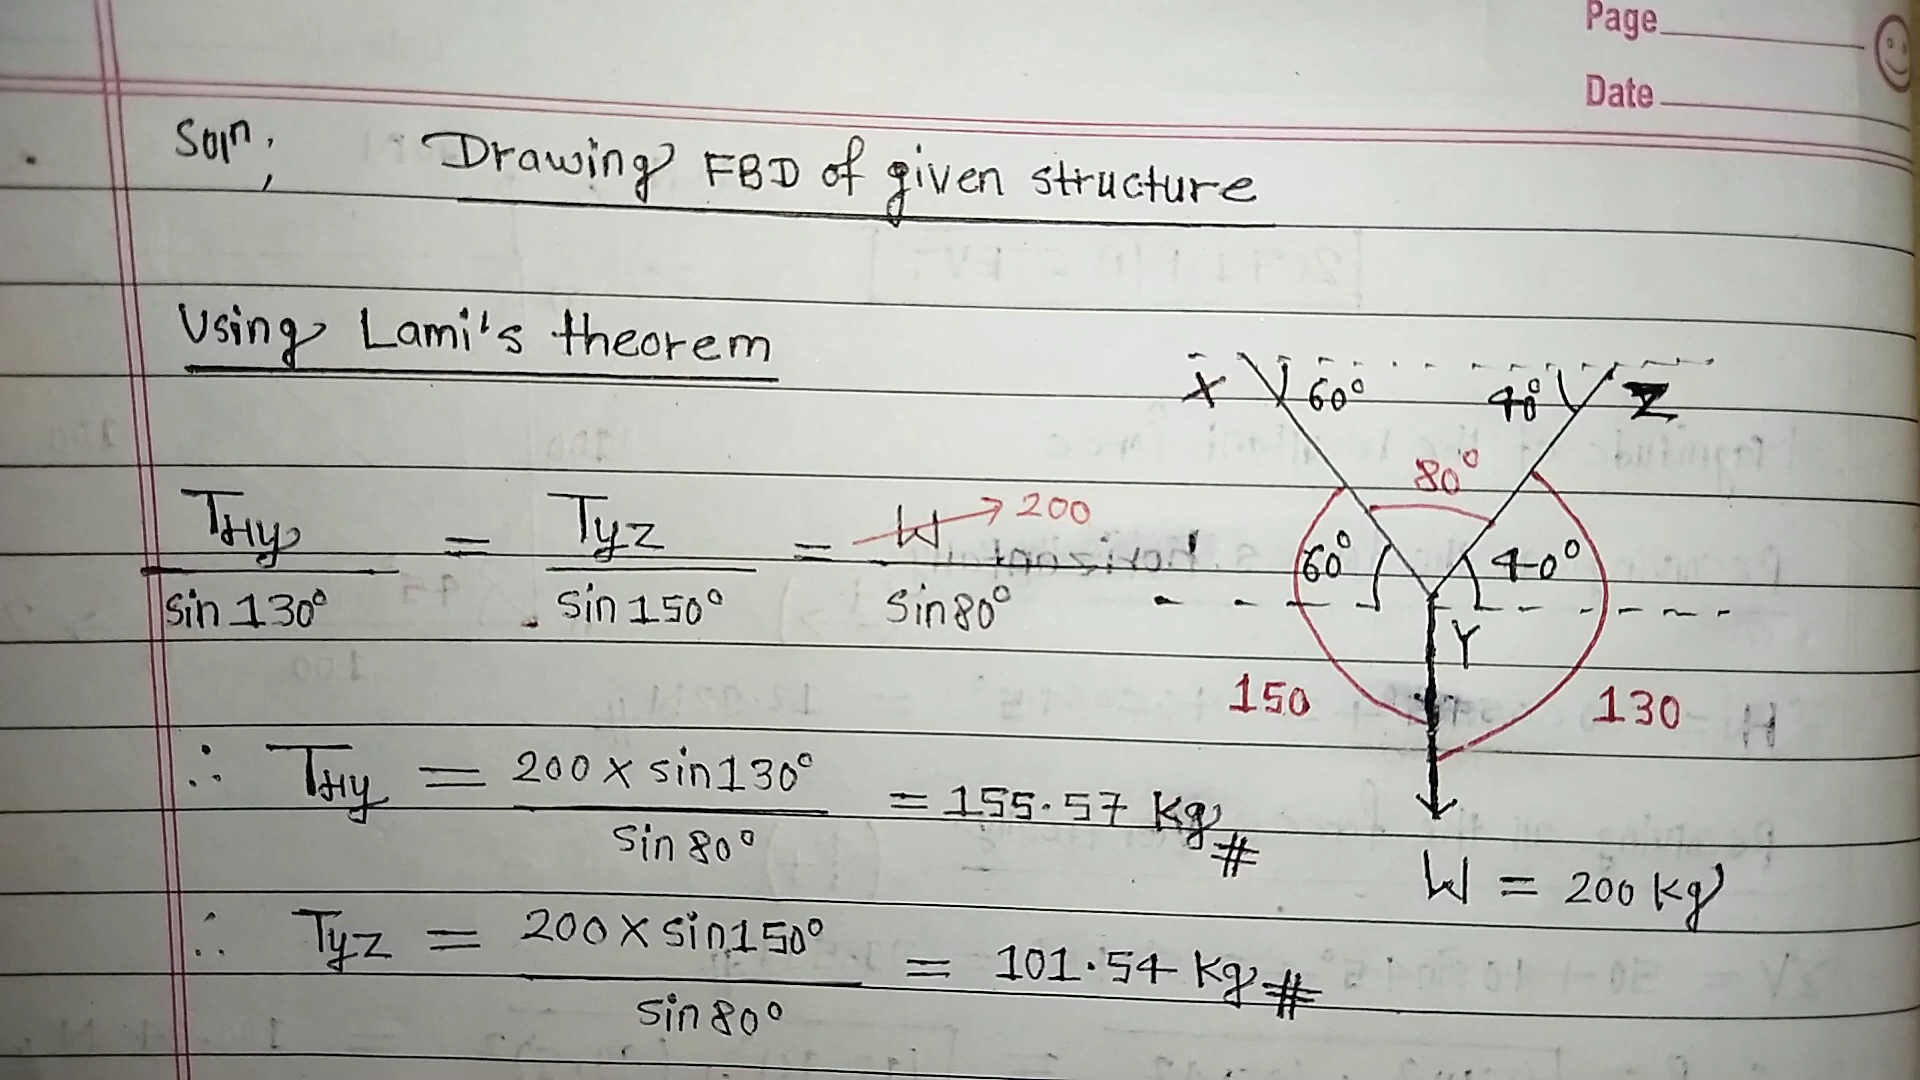 Page
Date
Soln; Drawing FBD of given structure
Using Lami's theorem
X 60° 40° Z
80°
60° 40°
Y
150 130
W = 200 kg
THy / sin 130° = Tyz / sin 150° = W → 200 / sin 80°
∴ THy = 200 x sin 130° / sin 80° = 155.57 kg #
∴ Tyz = 200 x sin 150° / sin 80° = 101.54 kg #